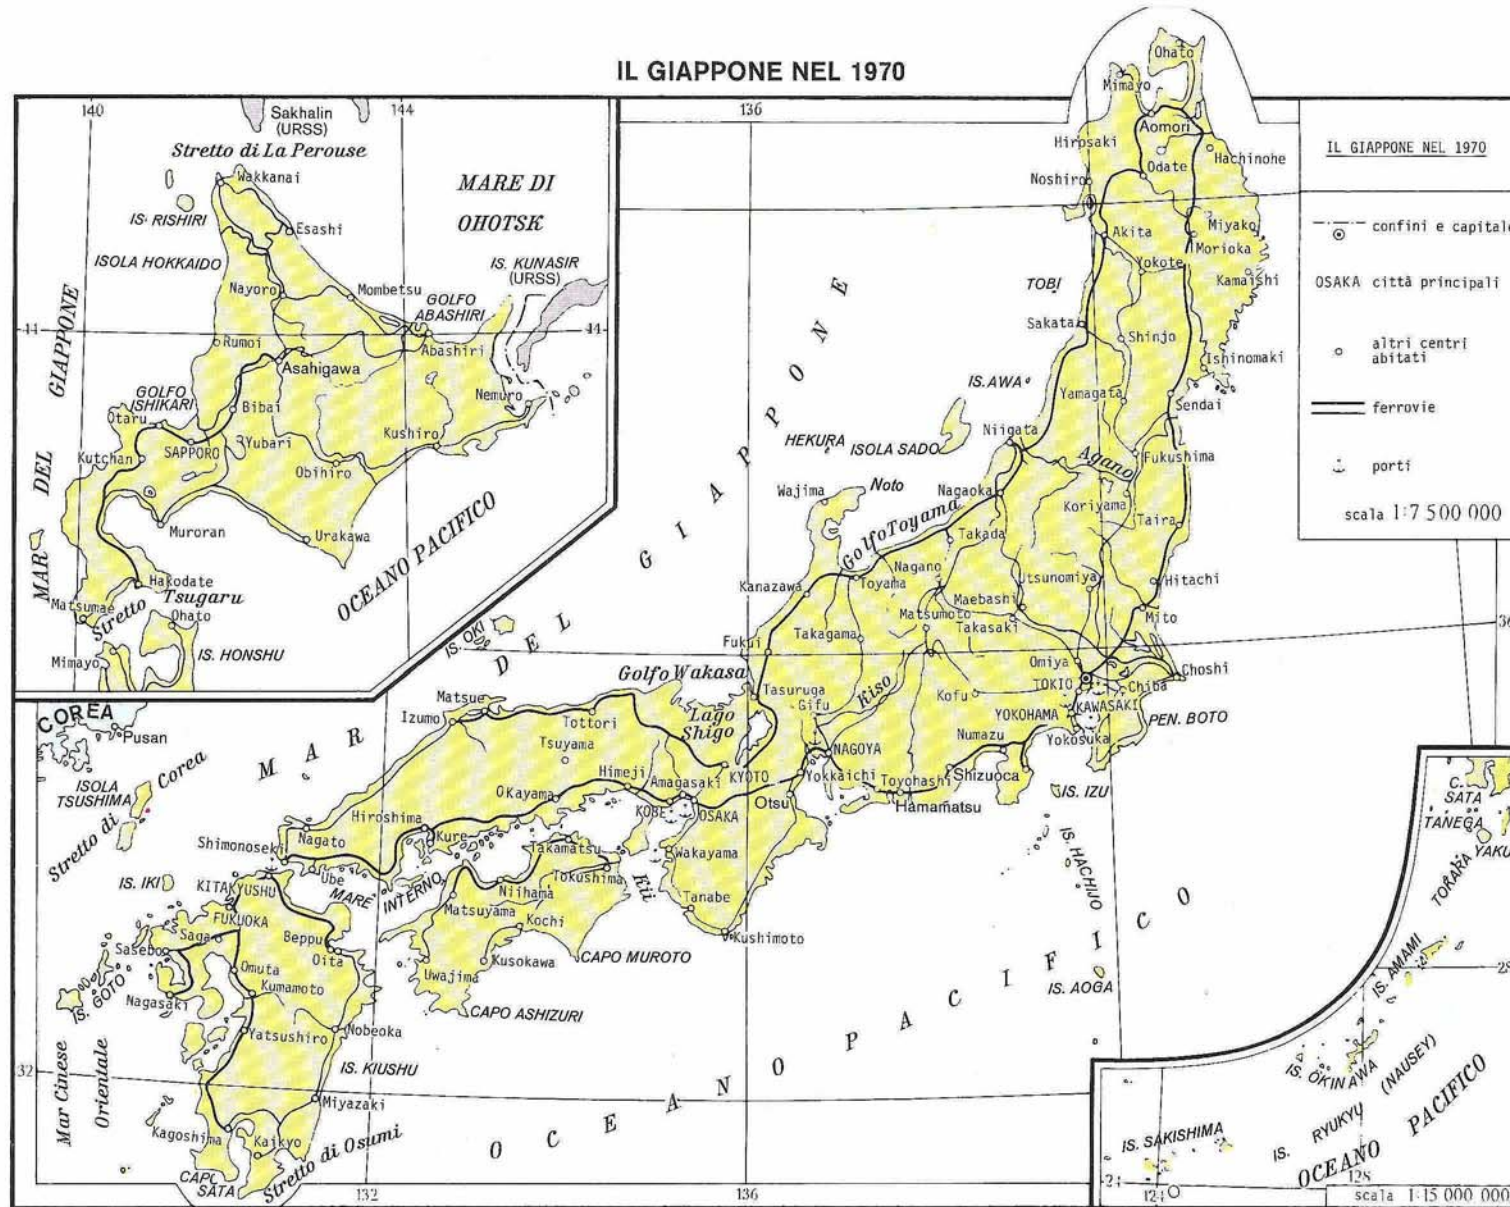 IL GIAPPONE NEL 1970
140
144
Sakhalin
(URSS)
Stretto di La Perouse
Wakkanai
MARE DI
OHOTSK
IS. RISHIRI
Esashi
ISOLA HOKKAIDO
IS. KUNASIR
(URSS)
Nayoro
Mombetsu
GOLFO
ABASHIRI
Abashiri
44
Rumoi
Asahigawa
GOLFO
ISHIKARI
Bibai
Nemuro
Otaru
SAPPORO
Yubari
Kushiro
Kutchan
Obihiro
Muroran
Urakawa
OCEANO PACIFICO
MAR DEL GIAPPONE
Hakodate
Matsumae
Stretto Tsugaru
Ohato
Mimayo
IS. HONSHU
136
Ohato
Mimayo
Aomori
Hirosaki
Hachinohe
Odate
Noshiro
Miyako
Akita
Morioka
Yokote
Kamaishi
TOBI
Sakata
Shinjo
Ishinomaki
IS. AWA
Yamagata
Sendai
Niigata
HEKURA
ISOLA SADO
Agano
Fukushima
Wajima
Noto
Nagaoka
Koriyama
Taira
Golfo Toyama
Takada
Nagano
Utsunomiya
Hitachi
Kanazawa
Toyama
Maebashi
Matsumoto
Mito
Takagama
Takasaki
Fukui
Omiya
Choshi
TOKIO
Chiba
Kofu
KAWASAKI
YOKOHAMA
PEN. BOTO
Yokosuka
Golfo Wakasa
Tasuruga
Gifu
Kiso
Lago
Shigo
Numazu
NAGOYA
Shizuoca
KYOTO
Yokkaichi
Toyohashi
Hamamatsu
Otsu
IS. IZU
IS. OKI
Matsue
Izumo
Tottori
Tsuyama
Himeji
Amagasaki
Okayama
KOBE
OSAKA
Hiroshima
Kure
Takamatsu
Wakayama
Nagato
Tokushima
Kii
Shimonoseki
Ube
MARE INTERNO
Niihama
Tanabe
KITAKYUSHU
Matsuyama
Kochi
Kushimoto
FUKUOKA
Beppu
Saga
Oita
Sasebo
Omuta
Uwajima
Kusokawa
CAPO MUROTO
Kumamoto
Nagasaki
CAPO ASHIZURI
Yatsushiro
Nobeoka
IS. KIUSHU
Miyazaki
Kagoshima
Kaikyo
CAPO
SATA
Stretto di Osumi
COREA
Pusan
ISOLA
TSUSHIMA
Stretto di Corea
IS. IKI
IS. GOTO
Mar Cinese
Orientale
32
132
136
MAR DEL GIAPPONE
OCEANO PACIFICO
IS. HACHIJO
IS. AOGA
IL GIAPPONE NEL 1970
confini e capitale
OSAKA città principali
altri centri
abitati
ferrovie
porti
scala 1:7 500 000
C.
SATA
TANEGA
YAKU
TORARA
IS. AMAMI
28
IS. OKINAWA
IS. RYUKYU (NAUSEY)
IS. SAKISHIMA
OCEANO PACIFICO
128
24
124
scala 1:15 000 000